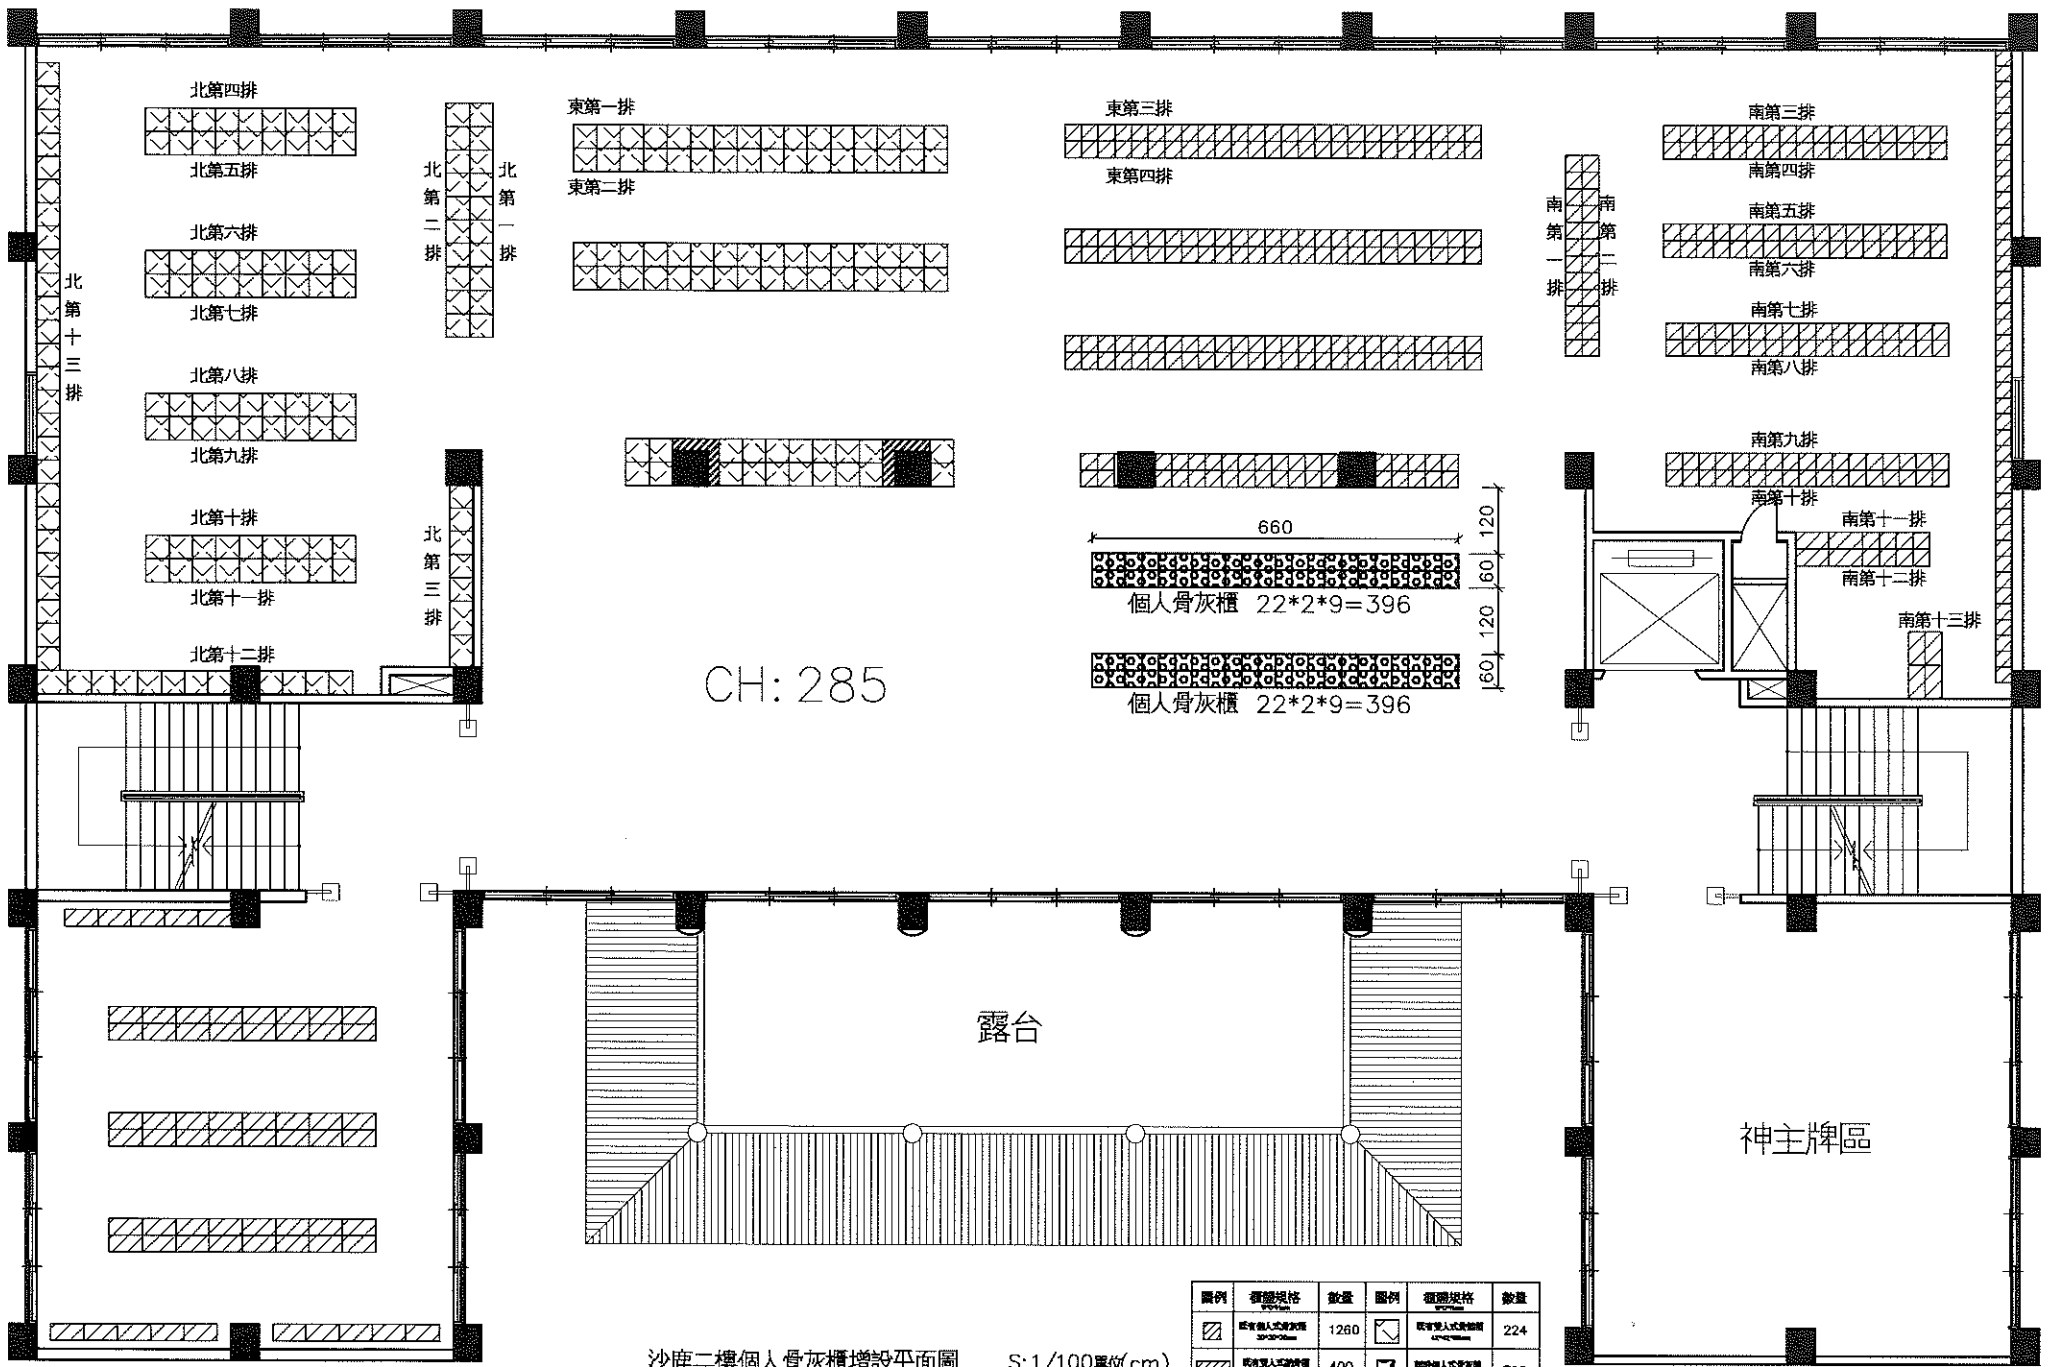 北第四排
北第五排
北第六排
北第七排
北第八排
北第九排
北第十排
北第十一排
北第十二排
北第十三排
北第二排
北第一排
北第三排
東第一排
東第二排
東第三排
東第四排
南第一排
南第二排
南第三排
南第四排
南第五排
南第六排
南第七排
南第八排
南第九排
南第十排
南第十一排
南第十二排
南第十三排
660
120
60
120
60
個人骨灰櫃 22*2*9=396
個人骨灰櫃 22*2*9=396
CH: 285
露台
神主牌區
圖例 數量 圖例 數量
1260 224
沙鹿二樓個人骨灰櫃增設平面圖 S:1/100單位(cm)